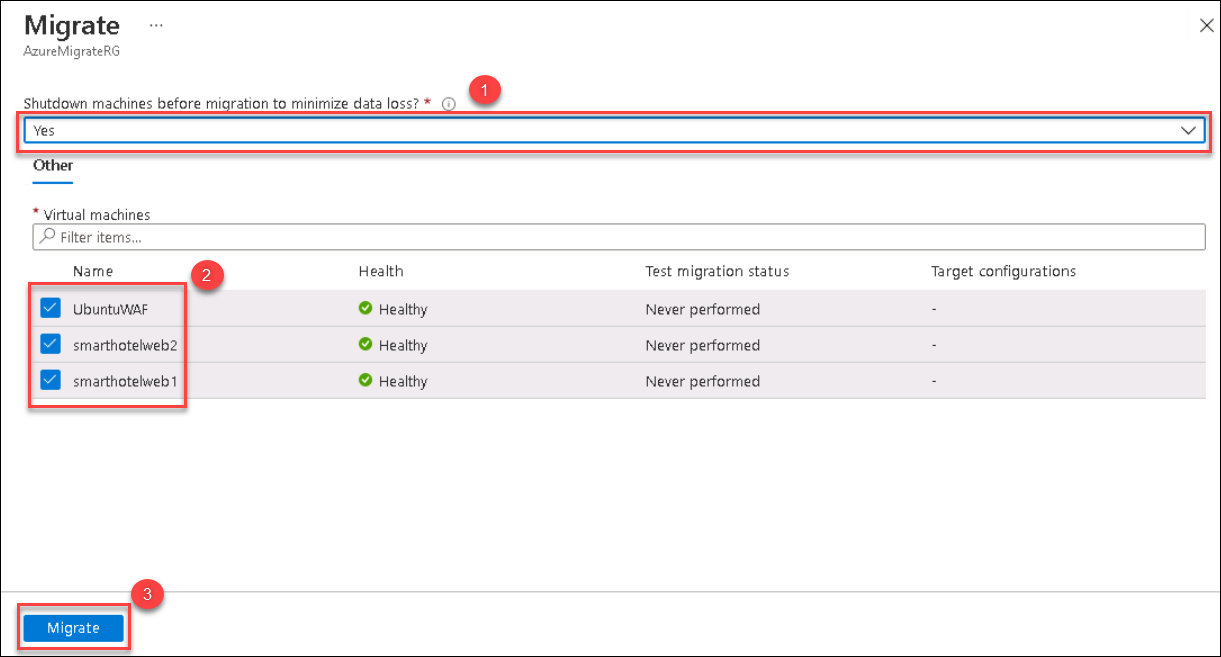 Migrate ...
AzureMigrateRG
Shutdown machines before migration to minimize data loss? * 1
Yes
Other
* Virtual machines
Filter items...
Name Health Test migration status Target configurations
2
UbuntuWAF Healthy Never performed -
smarthotelweb2 Healthy Never performed -
smarthotelweb1 Healthy Never performed -
3
Migrate